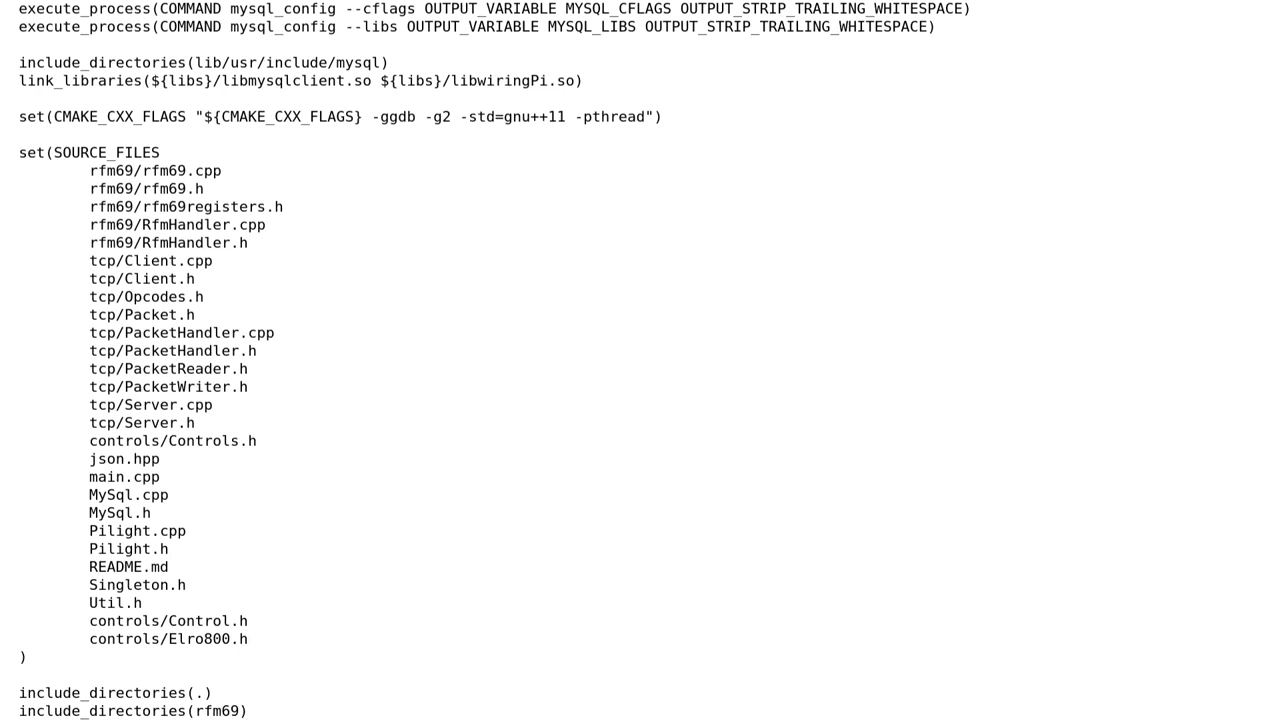 execute_process(COMMAND mysql_config --cflags OUTPUT_VARIABLE MYSQL_CFLAGS OUTPUT_STRIP_TRAILING_WHITESPACE)
execute_process(COMMAND mysql_config --libs OUTPUT_VARIABLE MYSQL_LIBS OUTPUT_STRIP_TRAILING_WHITESPACE)

include_directories(lib/usr/include/mysql)
link_libraries(${libs}/libmysqlclient.so ${libs}/libwiringPi.so)

set(CMAKE_CXX_FLAGS "${CMAKE_CXX_FLAGS} -ggdb -g2 -std=gnu++11 -pthread")

set(SOURCE_FILES
        rfm69/rfm69.cpp
        rfm69/rfm69.h
        rfm69/rfm69registers.h
        rfm69/RfmHandler.cpp
        rfm69/RfmHandler.h
        tcp/Client.cpp
        tcp/Client.h
        tcp/Opcodes.h
        tcp/Packet.h
        tcp/PacketHandler.cpp
        tcp/PacketHandler.h
        tcp/PacketReader.h
        tcp/PacketWriter.h
        tcp/Server.cpp
        tcp/Server.h
        controls/Controls.h
        json.hpp
        main.cpp
        MySql.cpp
        MySql.h
        Pilight.cpp
        Pilight.h
        README.md
        Singleton.h
        Util.h
        controls/Control.h
        controls/Elro800.h
)

include_directories(.)
include_directories(rfm69)